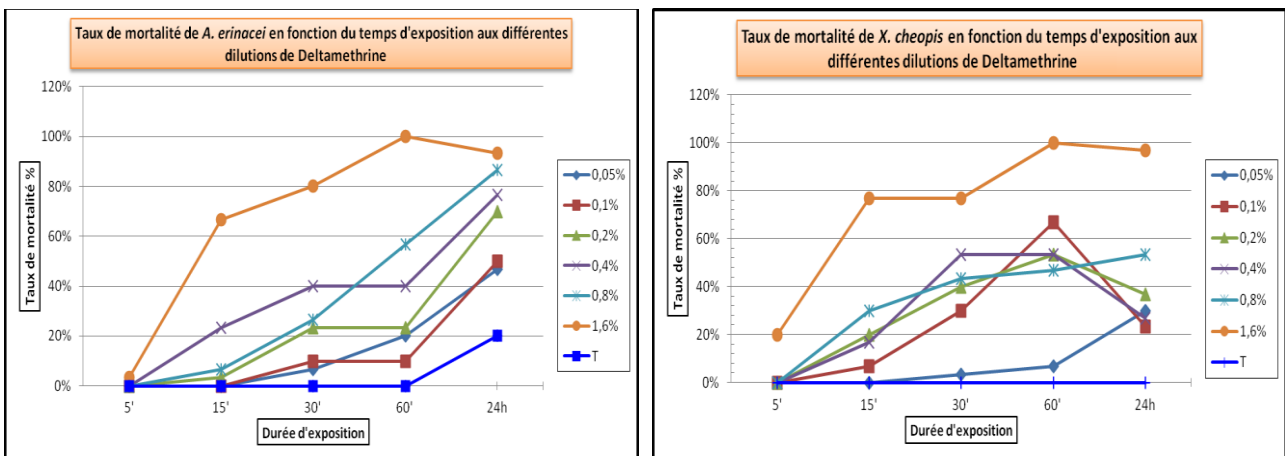 Taux de mortalité de A. erinacei en fonction du temps d'exposition aux différentes
dilutions de Deltamethrine
120%
100%
80%
60%
40%
20%
0%
Taux de mortalité %
5' 15' 30' 60' 24h
Durée d'exposition
0,05%
0,1%
0,2%
0,4%
0,8%
1,6%
T
Taux de mortalité de X. cheopis en fonction du temps d'exposition aux
différentes dilutions de Deltamethrine
120%
100%
80%
60%
40%
20%
0%
Taux de mortalité %
5' 15' 30' 60' 24h
Durée d'exposition
0,05%
0,1%
0,2%
0,4%
0,8%
1,6%
T